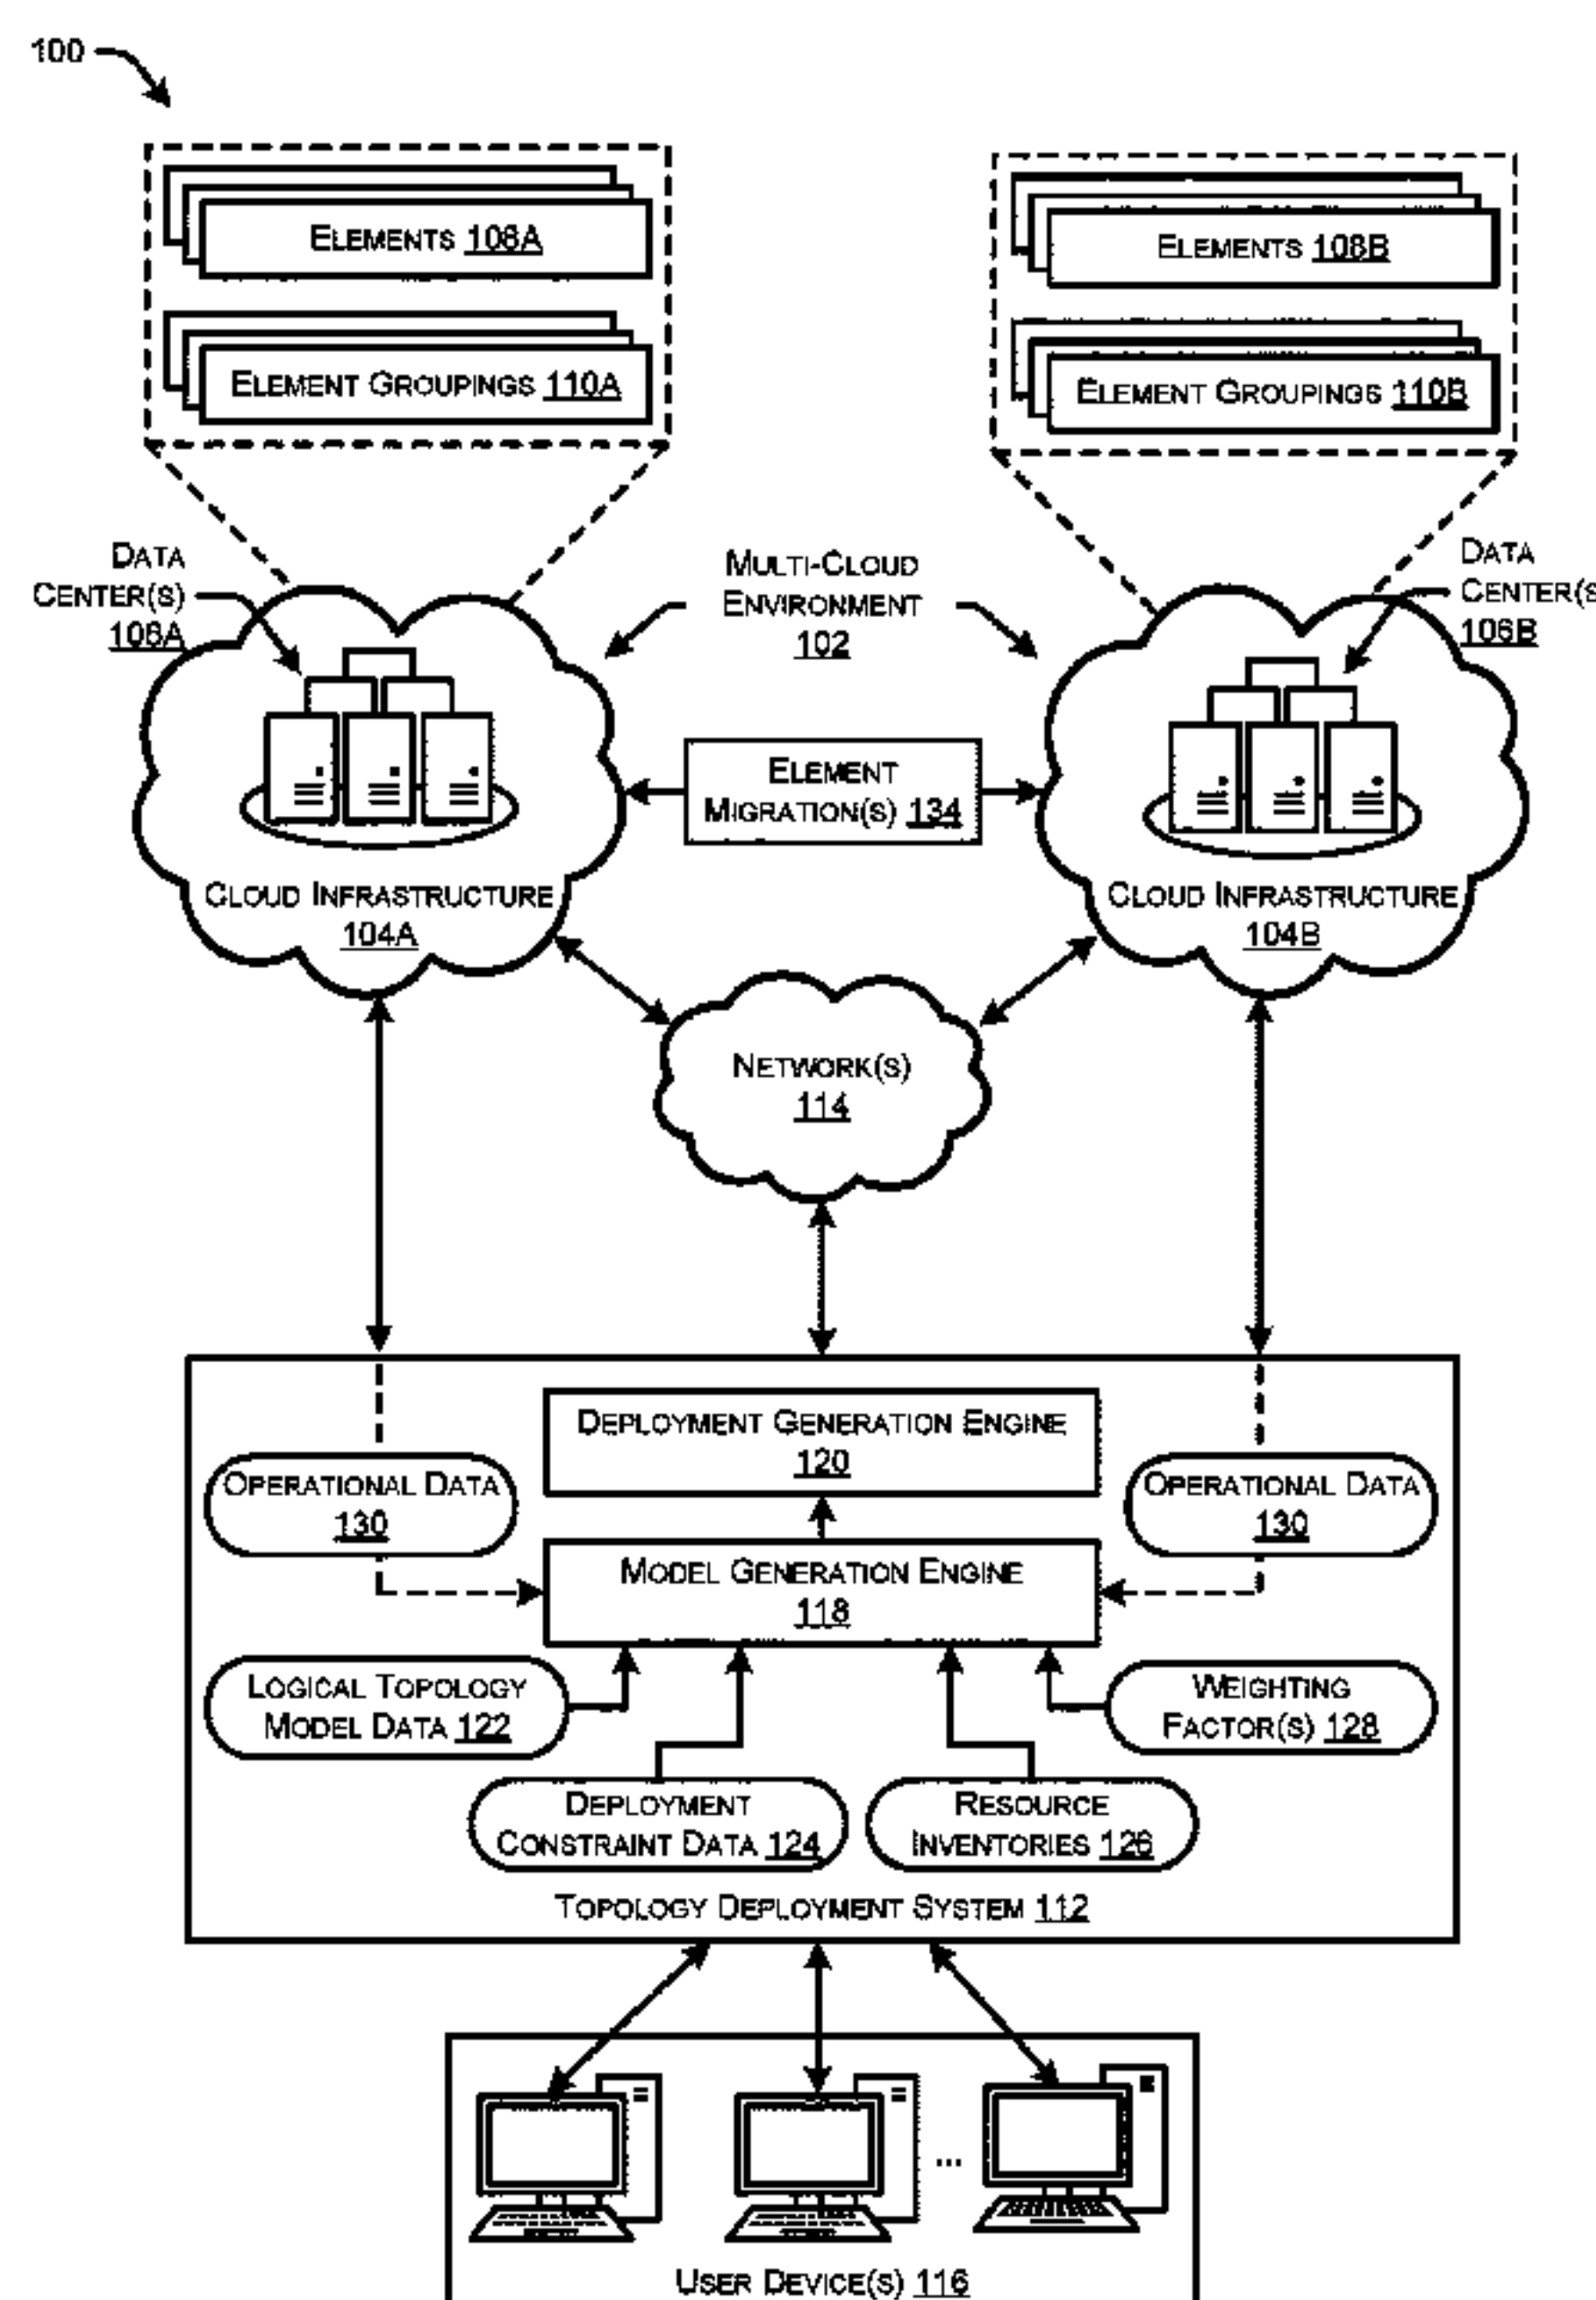 100
ELEMENTS 108A
ELEMENT GROUPINGS 110A
ELEMENTS 108B
ELEMENT GROUPINGS 110B
DATA
CENTER(S)
106A
MULTI-CLOUD
ENVIRONMENT
102
DATA
CENTER(S
106B
ELEMENT
MIGRATION(S) 134
CLOUD INFRASTRUCTURE
104A
CLOUD INFRASTRUCTURE
104B
NETWORK(S)
114
DEPLOYMENT GENERATION ENGINE
120
OPERATIONAL DATA
130
OPERATIONAL DATA
130
MODEL GENERATION ENGINE
118
LOGICAL TOPOLOGY
MODEL DATA 122
WEIGHTING
FACTOR(S) 128
DEPLOYMENT
CONSTRAINT DATA 124
RESOURCE
INVENTORIES 126
TOPOLOGY DEPLOYMENT SYSTEM 112
...
USER DEVICE(S) 116